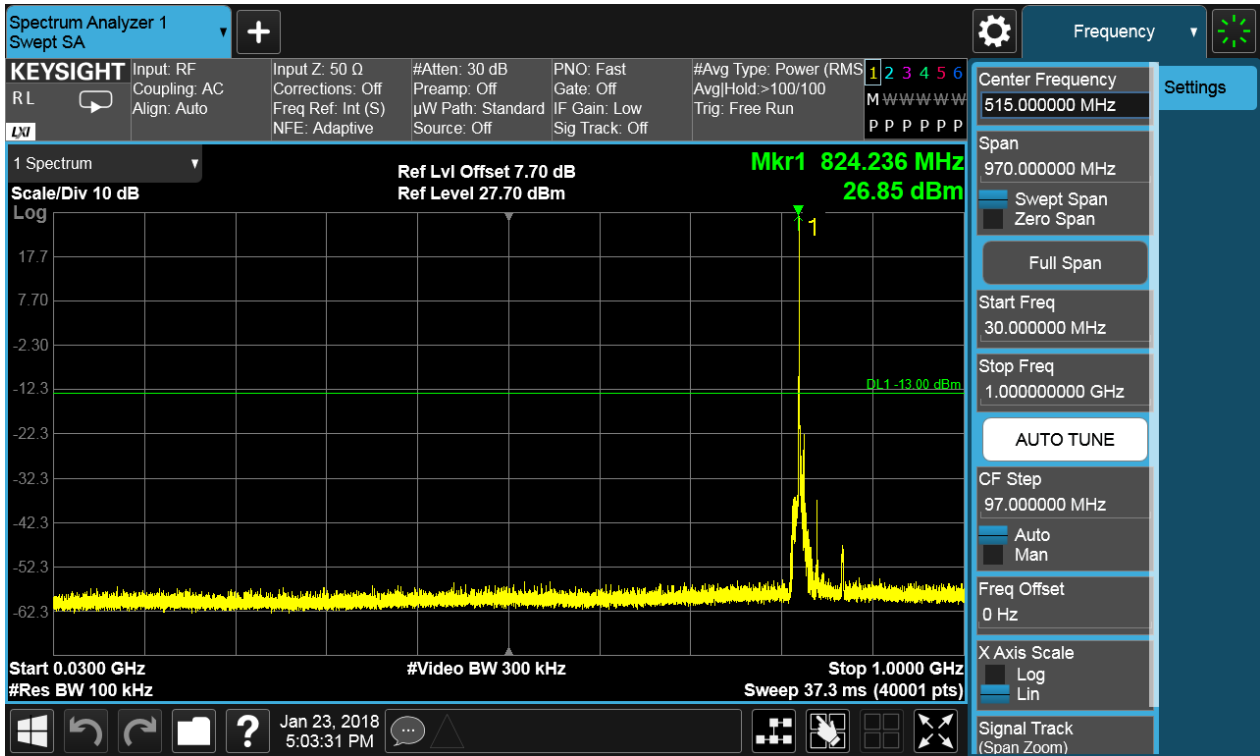 Spectrum Analyzer 1
Swept SA
Frequency
KEYSIGHT
R L
LXI
Input: RF
Coupling: AC
Align: Auto
Input Z: 50 Ω
Corrections: Off
Freq Ref: Int (S)
NFE: Adaptive
#Atten: 30 dB
Preamp: Off
µW Path: Standard
Source: Off
PNO: Fast
Gate: Off
IF Gain: Low
Sig Track: Off
#Avg Type: Power (RMS
Avg|Hold:>100/100
Trig: Free Run
1 2 3 4 5 6
M W W W W W
P P P P P P
1 Spectrum
Scale/Div 10 dB
Log
Ref Lvl Offset 7.70 dB
Ref Level 27.70 dBm
Mkr1 824.236 MHz
26.85 dBm
1
17.7
7.70
-2.30
-12.3
DL1 -13.00 dBm
-22.3
-32.3
-42.3
-52.3
-62.3
Start 0.0300 GHz
#Res BW 100 kHz
#Video BW 300 kHz
Stop 1.0000 GHz
Sweep 37.3 ms (40001 pts)
Center Frequency
515.000000 MHz
Settings
Span
970.000000 MHz
Swept Span
Zero Span
Full Span
Start Freq
30.000000 MHz
Stop Freq
1.000000000 GHz
AUTO TUNE
CF Step
97.000000 MHz
Auto
Man
Freq Offset
0 Hz
X Axis Scale
Log
Lin
Signal Track
(Span Zoom)
?
Jan 23, 2018
5:03:31 PM